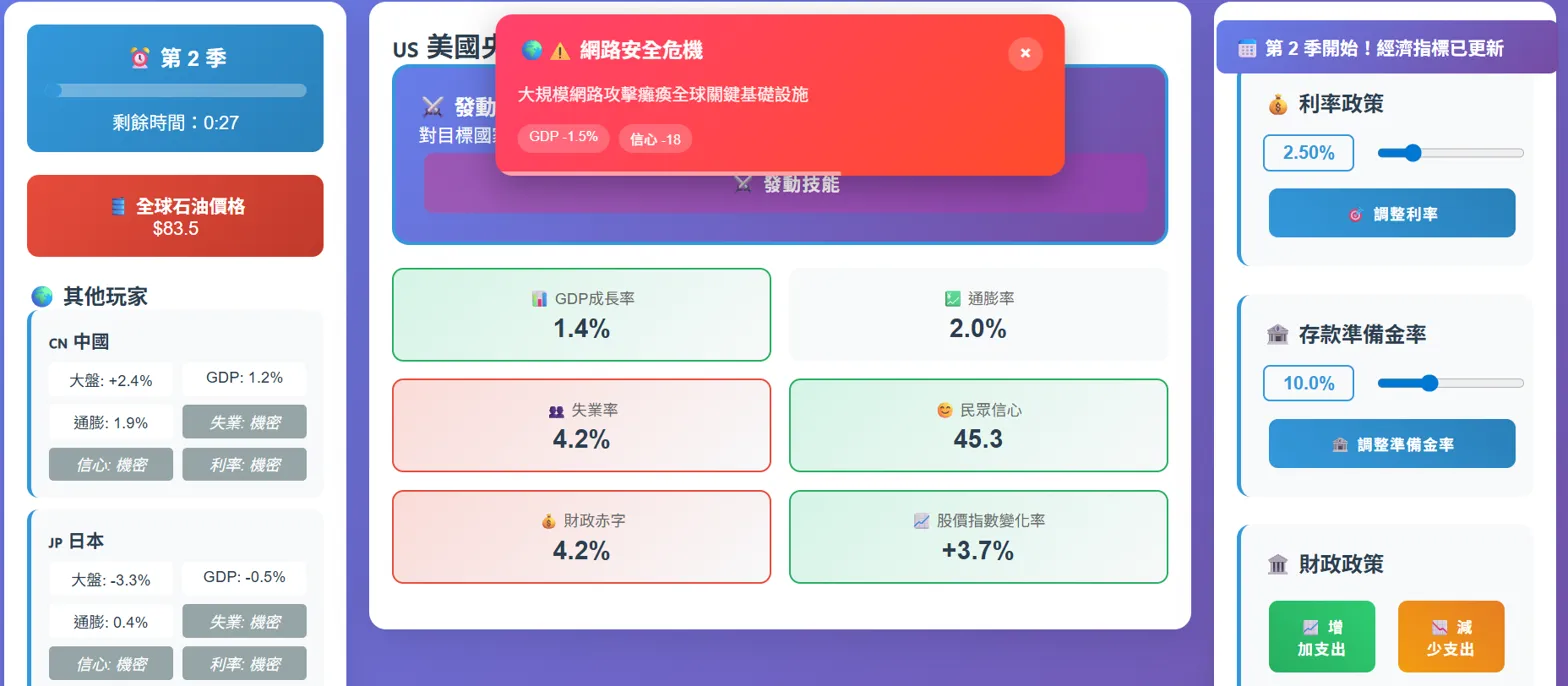 第 2 季
剩餘時間：0:27
全球石油價格
$83.5
其他玩家
CN 中國
大盤: +2.4%
GDP: 1.2%
通膨: 1.9%
失業: 機密
信心: 機密
利率: 機密
JP 日本
大盤: -3.3%
GDP: -0.5%
通膨: 0.4%
失業: 機密
信心: 機密
利率: 機密
US 美國央
網路安全危機
×
大規模網路攻擊癱瘓全球關鍵基礎設施
GDP -1.5%
信心 -18
發動
對目標國
發動技能
GDP成長率
1.4%
通膨率
2.0%
失業率
4.2%
民眾信心
45.3
財政赤字
4.2%
股價指數變化率
+3.7%
第 2 季開始！經濟指標已更新
利率政策
2.50%
調整利率
存款準備金率
10.0%
調整準備金率
財政政策
增
加支出
減
少支出